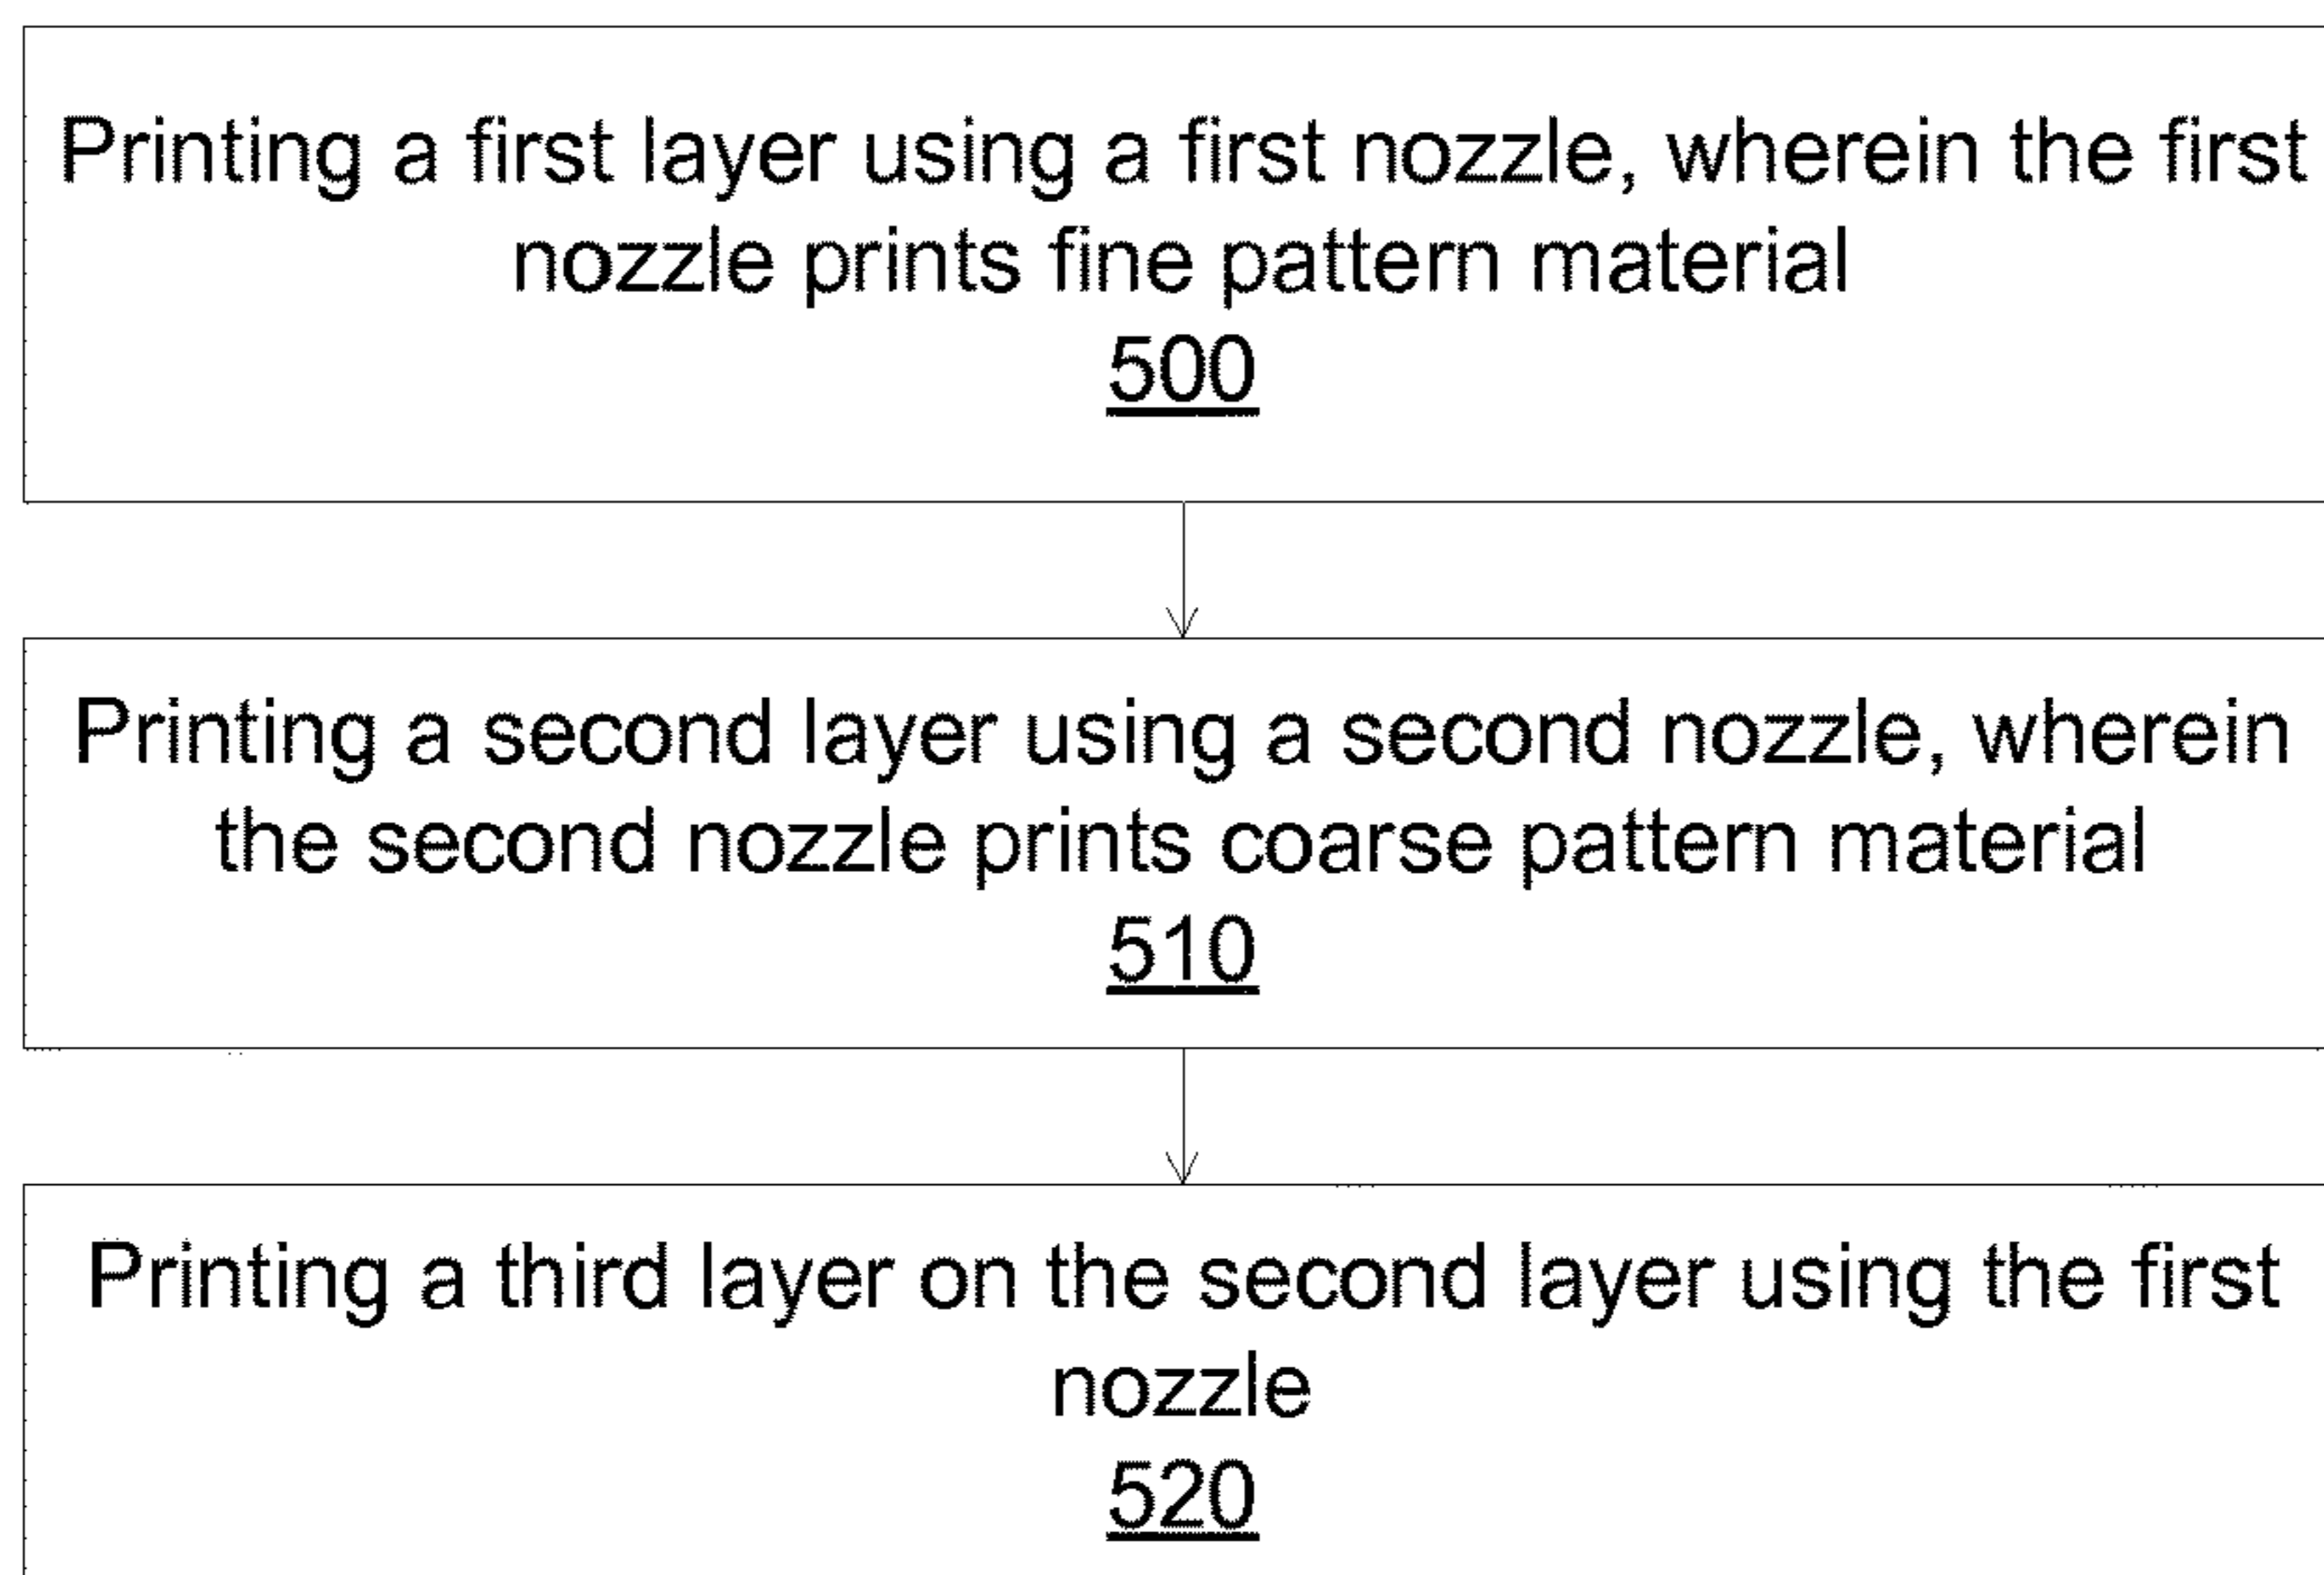 Printing a first layer using a first nozzle, wherein the first
nozzle prints fine pattern material
500
Printing a second layer using a second nozzle, wherein
the second nozzle prints coarse pattern material
510
Printing a third layer on the second layer using the first
nozzle
520